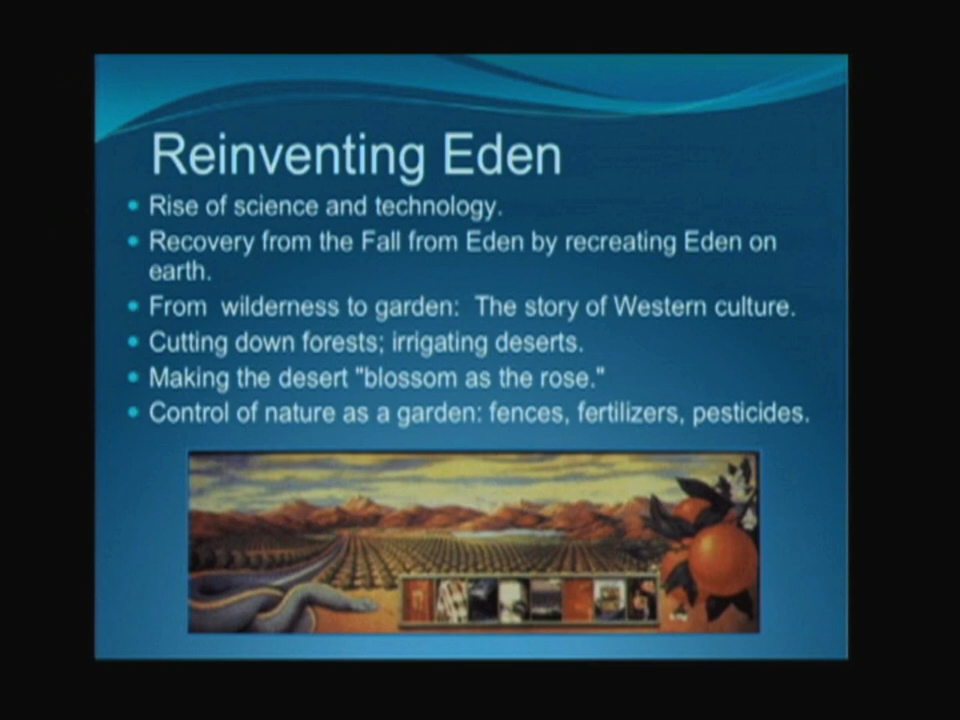 Reinventing Eden
• Rise of science and technology.
• Recovery from the Fall from Eden by recreating Eden on
earth.
• From  wilderness to garden:  The story of Western culture.
• Cutting down forests; irrigating deserts.
• Making the desert "blossom as the rose."
• Control of nature as a garden: fences, fertilizers, pesticides.